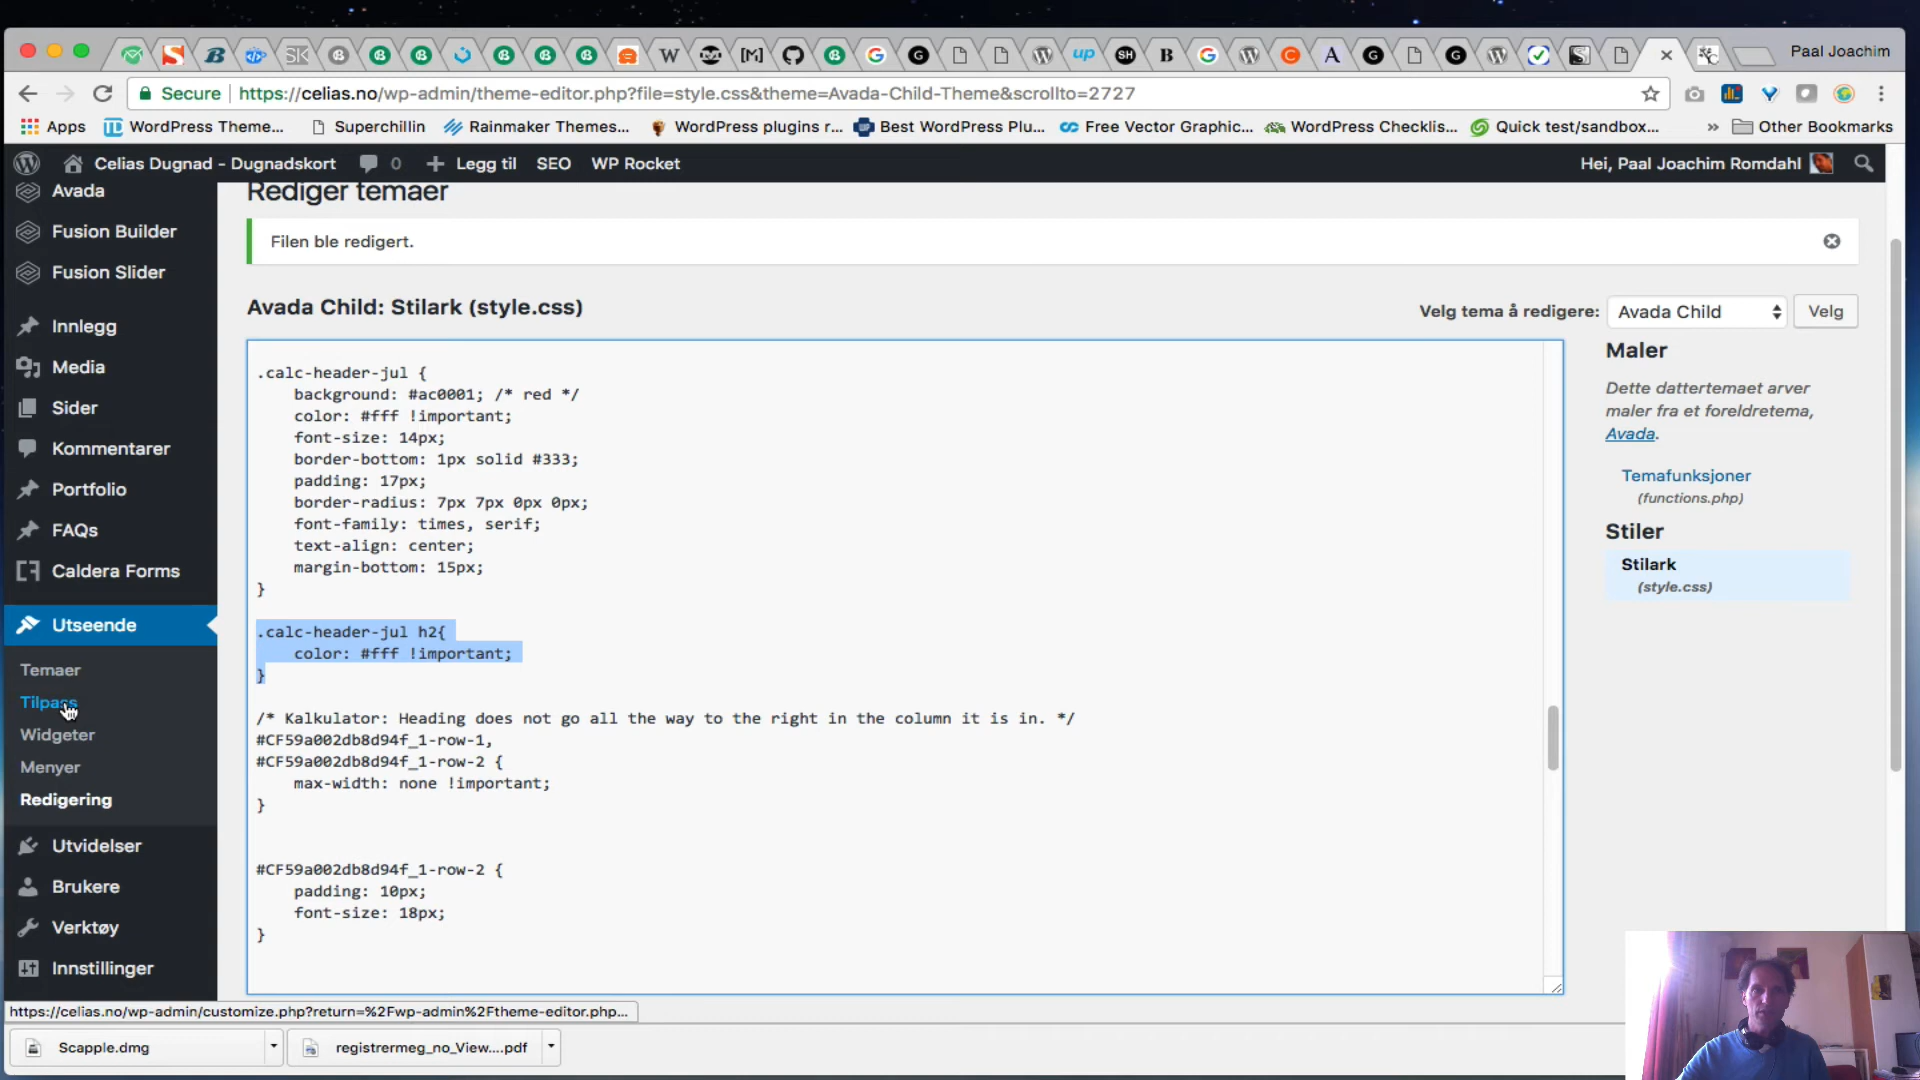 Paal Joachim
Secure | https://celias.no/wp-admin/theme-editor.php?file=style.css&theme=Avada-Child-Theme&scrollto=2727
Apps WordPress Theme... Superchillin Rainmaker Themes... WordPress plugins r... Best WordPress Plu... Free Vector Graphic... WordPress Checklis... Quick test/sandbox... » Other Bookmarks
Celias Dugnad - Dugnadskort 0 + Legg til SEO WP Rocket Hei, Paal Joachim Romdahl
Avada
Fusion Builder
Fusion Slider
Innlegg
Media
Sider
Kommentarer
Portfolio
FAQs
Caldera Forms
Utseende
Temaer
Tilpass
Widgeter
Menyer
Redigering
Utvidelser
Brukere
Verktøy
Innstillinger
Rediger temaer
Filen ble redigert.
Avada Child: Stilark (style.css)
Velg tema å redigere: Avada Child Velg
.calc-header-jul {
background: #ac0001; /* red */
color: #fff !important;
font-size: 14px;
border-bottom: 1px solid #333;
padding: 17px;
border-radius: 7px 7px 0px 0px;
font-family: times, serif;
text-align: center;
margin-bottom: 15px;
}
.calc-header-jul h2{
color: #fff !important;
}
/* Kalkulator: Heading does not go all the way to the right in the column it is in. */
#CF59a002db8d94f_1-row-1,
#CF59a002db8d94f_1-row-2 {
max-width: none !important;
}
#CF59a002db8d94f_1-row-2 {
padding: 10px;
font-size: 18px;
}
Maler
Dette dattertemaet arver
maler fra et foreldretema,
Avada.
Temafunksjoner
(functions.php)
Stiler
Stilark
(style.css)
https://celias.no/wp-admin/customize.php?return=%2Fwp-admin%2Ftheme-editor.php...
Scapple.dmg
registrermeg_no_View....pdf